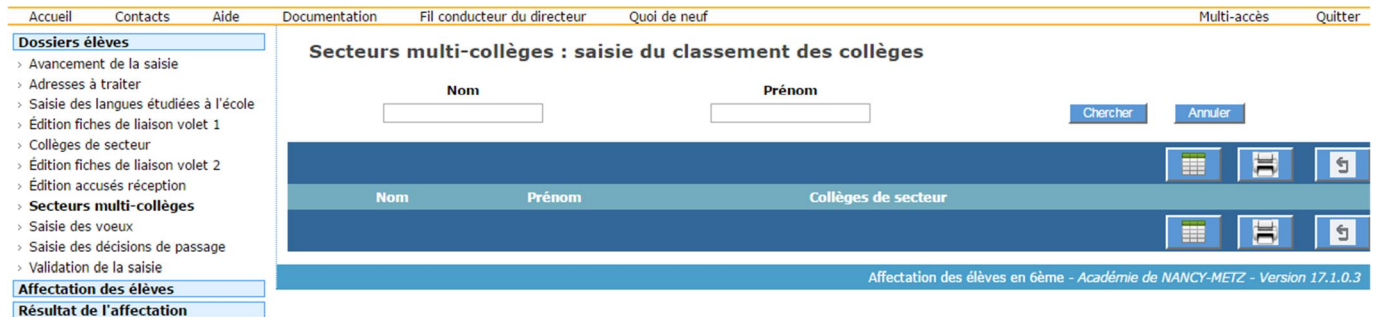 Accueil Contacts Aide Documentation Fil conducteur du directeur Quoi de neuf Multi-accès Quitter
Dossiers élèves
› Avancement de la saisie
› Adresses à traiter
› Saisie des langues étudiées à l'école
› Édition fiches de liaison volet 1
› Collèges de secteur
› Édition fiches de liaison volet 2
› Édition accusés réception
› Secteurs multi-collèges
› Saisie des voeux
› Saisie des décisions de passage
› Validation de la saisie
Affectation des élèves
Résultat de l'affectation
Secteurs multi-collèges : saisie du classement des collèges
Nom Prénom
Chercher Annuler
Nom Prénom Collèges de secteur
Affectation des élèves en 6ème - Académie de NANCY-METZ - Version 17.1.0.3